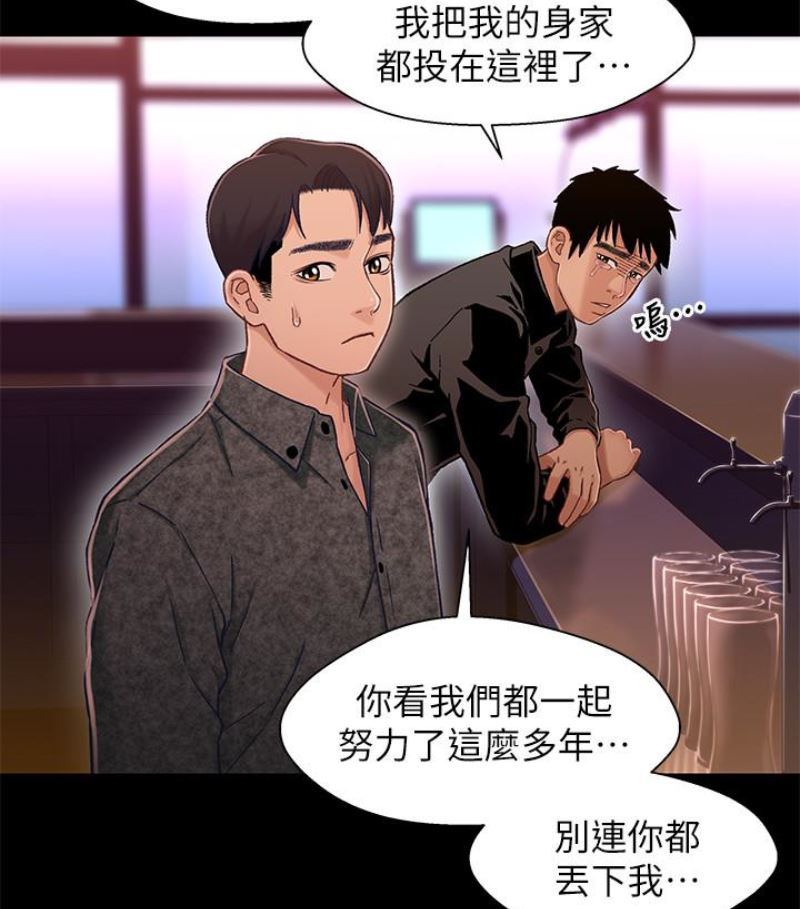 我把我的身家
都投在這裡了…
嗚…
你看我們都一起
努力了這麼多年…
別連你都
丟下我…